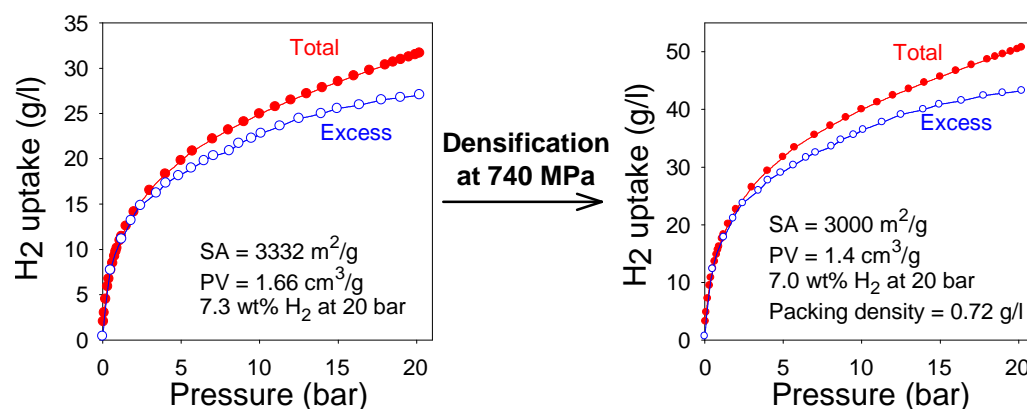 H2 uptake (g/l)
35
30
25
20
15
10
5
0
0 5 10 15 20
Pressure (bar)
Total
Excess
SA = 3332 m²/g
PV = 1.66 cm³/g
7.3 wt% H₂ at 20 bar
Densification
at 740 MPa
H2 uptake (g/l)
50
40
30
20
10
0
0 5 10 15 20
Pressure (bar)
Total
Excess
SA = 3000 m²/g
PV = 1.4 cm³/g
7.0 wt% H₂ at 20 bar
Packing density = 0.72 g/l